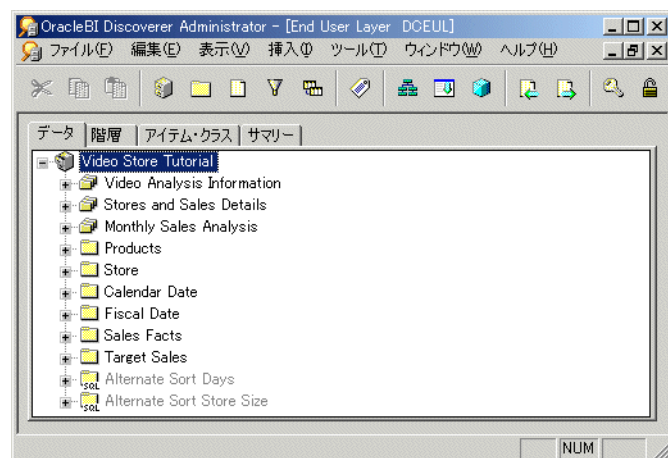 OracleBI Discoverer Administrator - [End User Layer DCEUL]
ファイル(F) 編集(E) 表示(V) 挿入(I) ツール(T) ウィンドウ(W) ヘルプ(H)
データ 階層 アイテム・クラス サマリー
Video Store Tutorial
Video Analysis Information
Stores and Sales Details
Monthly Sales Analysis
Products
Store
Calendar Date
Fiscal Date
Sales Facts
Target Sales
SQL Alternate Sort Days
SQL Alternate Sort Store Size
NUM